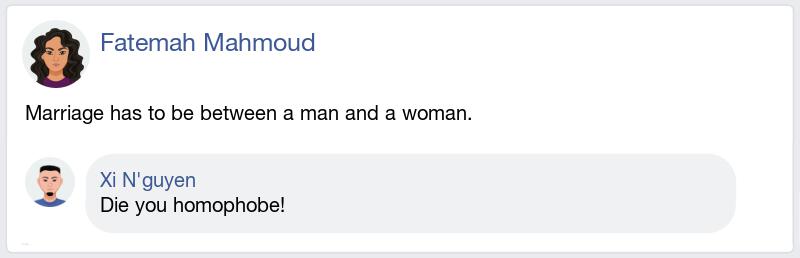 Fatemah Mahmoud
Marriage has to be between a man and a woman.
Xi N'guyen
Die you homophobe!